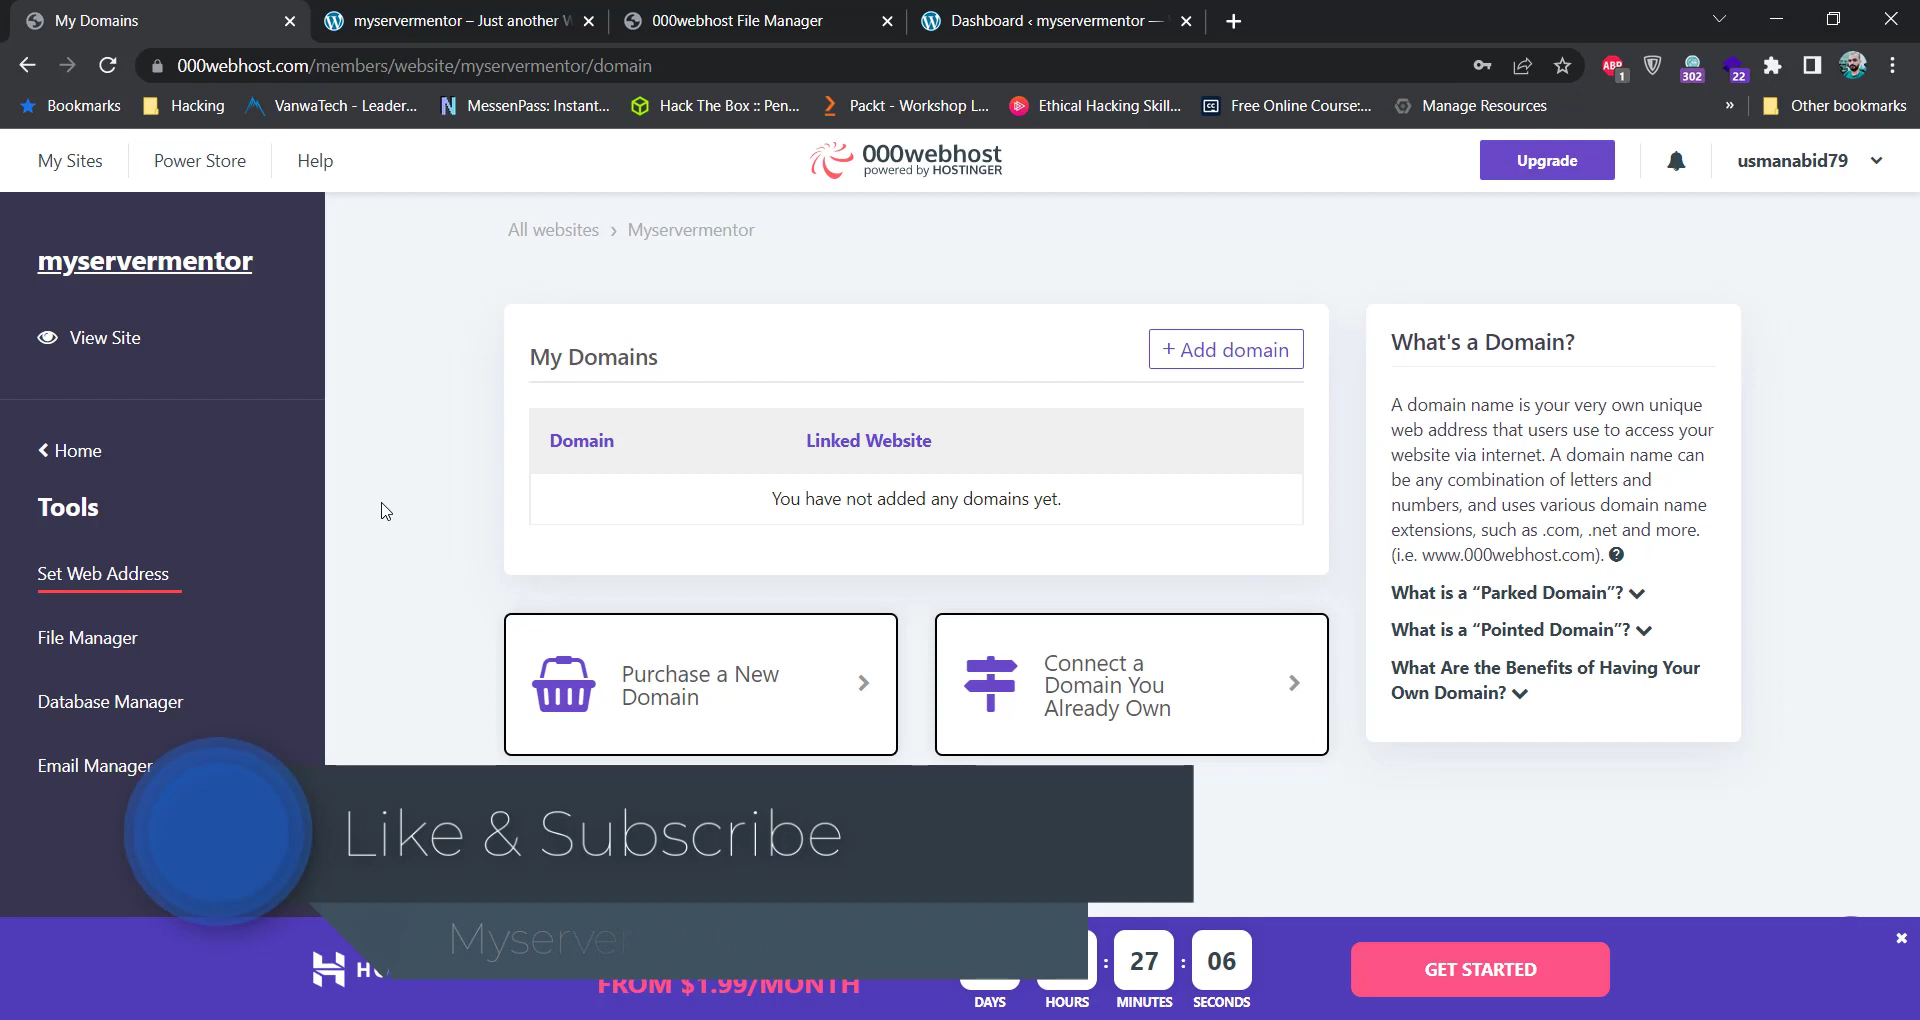 My Domains
myservermentor – Just another W
000webhost File Manager
Dashboard ‹ myservermentor —
000webhost.com/members/website/myservermentor/domain
ABP
1
302
22
Bookmarks
Hacking
VanwaTech - Leader...
MessenPass: Instant...
Hack The Box :: Pen...
Packt - Workshop L...
Ethical Hacking Skill...
Free Online Course:...
Manage Resources
»
Other bookmarks
My Sites
Power Store
Help
000webhost
powered by HOSTINGER
Upgrade
usmanabid79
myservermentor
View Site
Home
Tools
Set Web Address
File Manager
Database Manager
Email Manager
All websites › Myservermentor
My Domains
+ Add domain
Domain
Linked Website
You have not added any domains yet.
Purchase a New
Domain
Connect a
Domain You
Already Own
What's a Domain?
A domain name is your very own unique
web address that users use to access your
website via internet. A domain name can
be any combination of letters and
numbers, and uses various domain name
extensions, such as .com, .net and more.
(i.e. www.000webhost.com).
What is a “Parked Domain”?
What is a “Pointed Domain”?
What Are the Benefits of Having Your
Own Domain?
Like & Subscribe
Myserver
FROM $1.99/MONTH
: 27 : 06
DAYS HOURS MINUTES SECONDS
GET STARTED